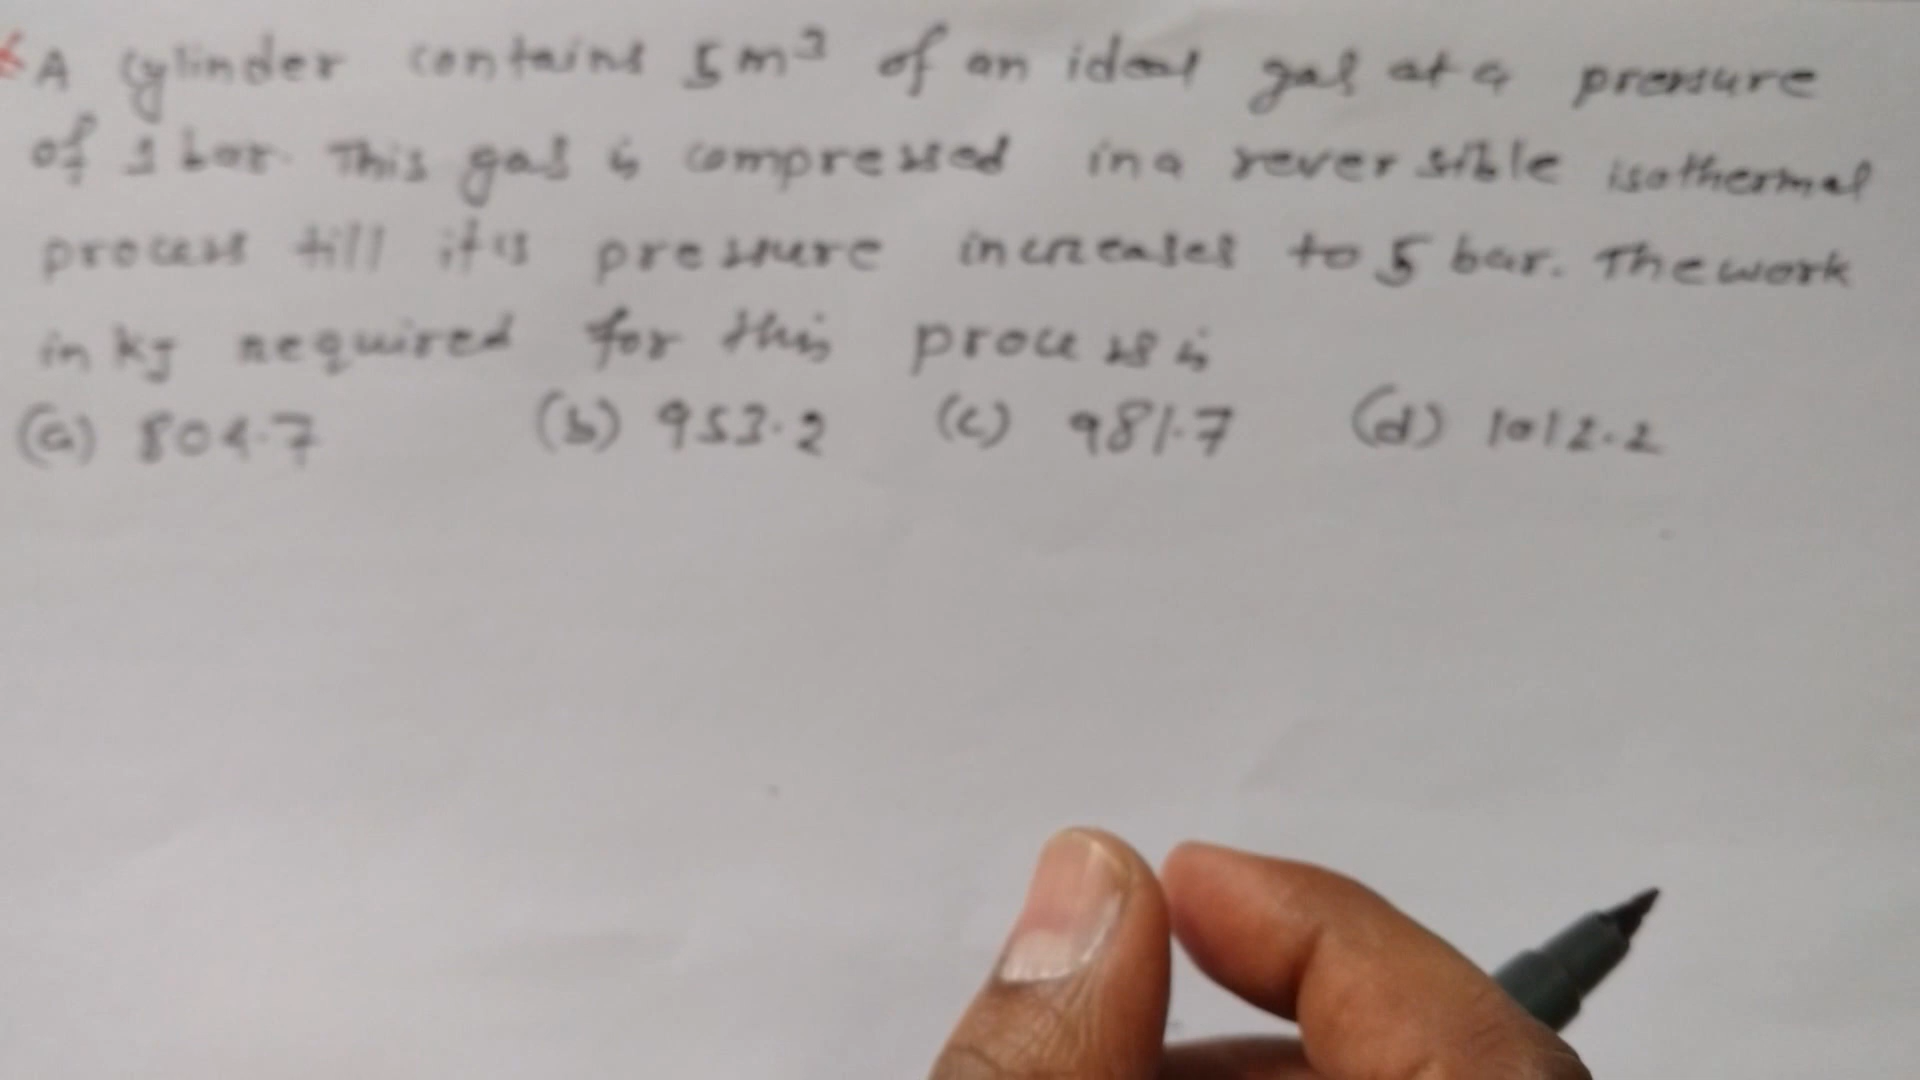 A cylinder contains 5 m³ of an ideal gas at a pressure
of 1 bar. This gas is compressed in a reversible isothermal
process till it's pressure increases to 5 bar. The work
in kJ required for this process is
(a) 804.7 (b) 953.2 (c) 981.7 (d) 1012.2